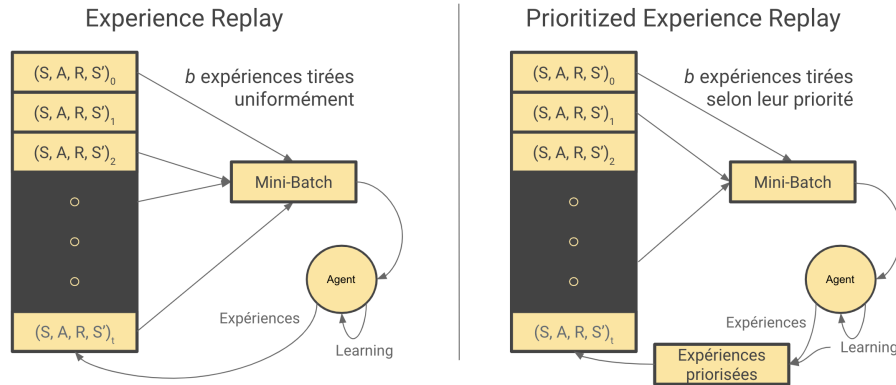 Experience Replay
(S, A, R, S')0
(S, A, R, S')1
(S, A, R, S')2
(S, A, R, S')t
b expériences tirées
uniformément
Mini-Batch
Agent
Expériences
Learning
Prioritized Experience Replay
(S, A, R, S')0
(S, A, R, S')1
(S, A, R, S')2
(S, A, R, S')t
b expériences tirées
selon leur priorité
Mini-Batch
Agent
Expériences
Learning
Expériences
priorisées